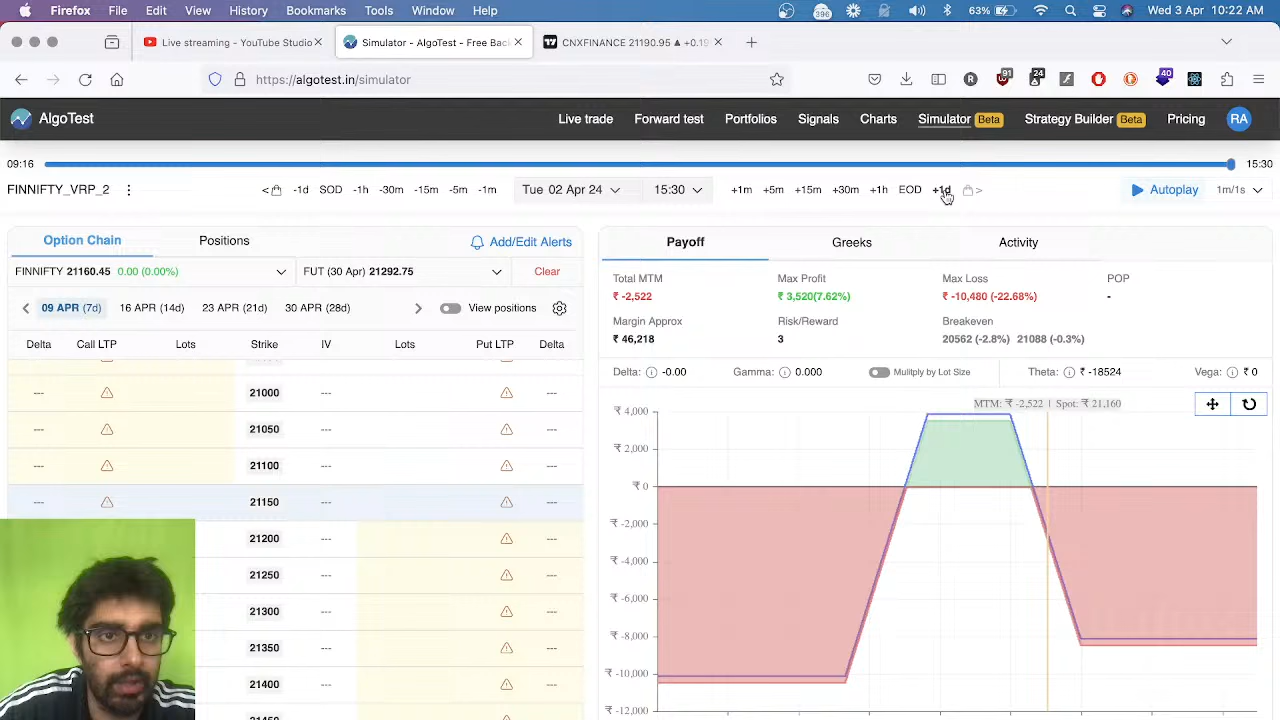 Firefox File Edit View History Bookmarks Tools Window Help 396 63% Wed 3 Apr 10:22 AM
Live streaming - YouTube Studio
Simulator - AlgoTest - Free Bac
CNXFINANCE 21190.95 ▲ +0.19
https://algotest.in/simulator
91 24 40
AlgoTest Live trade Forward test Portfolios Signals Charts Simulator Beta Strategy Builder Beta Pricing RA
09:16 15:30
FINNIFTY_VRP_2 < -1d SOD -1h -30m -15m -5m -1m Tue 02 Apr 24 15:30 +1m +5m +15m +30m +1h EOD +1d > Autoplay 1m/1s
Option Chain Positions Add/Edit Alerts
FINNIFTY 21160.45 0.00 (0.00%) FUT (30 Apr) 21292.75 Clear
09 APR (7d) 16 APR (14d) 23 APR (21d) 30 APR (28d) View positions
Delta Call LTP Lots Strike IV Lots Put LTP Delta
--- 21000 --- ---
--- 21050 --- ---
--- 21100 --- ---
--- 21150 --- ---
21200 --- ---
21250 --- ---
21300 --- ---
21350 --- ---
21400 --- ---
Payoff Greeks Activity
Total MTM Max Profit Max Loss POP
₹ -2,522 ₹ 3,520(7.62%) ₹ -10,480 (-22.68%) -
Margin Approx Risk/Reward Breakeven
₹ 46,218 3 20562 (-2.8%) 21088 (-0.3%)
Delta: -0.00 Gamma: 0.000 Mulitply by Lot Size Theta: ₹ -18524 Vega: ₹ 0
MTM: ₹ -2,522 | Spot: ₹ 21,160
₹ 4,000
₹ 2,000
₹ 0
₹ -2,000
₹ -4,000
₹ -6,000
₹ -8,000
₹ -10,000
₹ -12,000